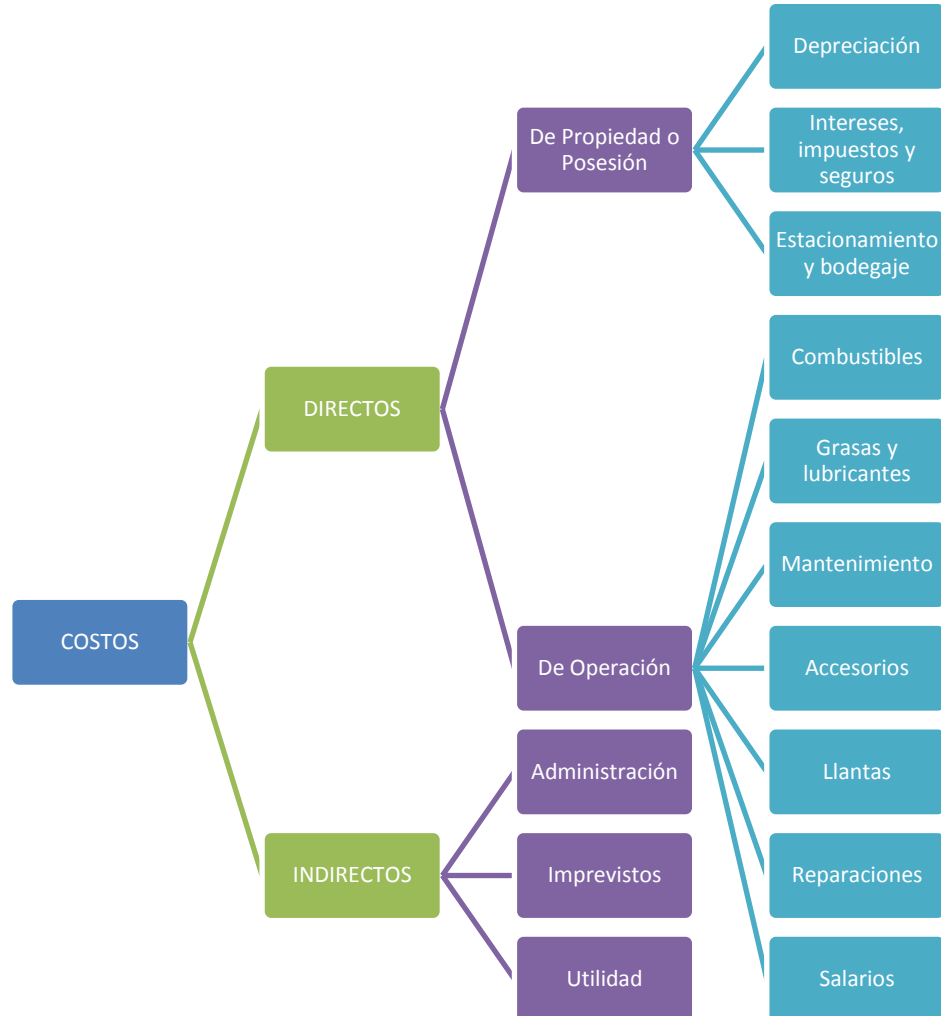 Depreciación
De Propiedad o
Posesión
Intereses,
impuestos y
seguros
Estacionamiento
y bodegaje
Combustibles
DIRECTOS
Grasas y
lubricantes
Mantenimiento
COSTOS
De Operación
Accesorios
Administración
Llantas
INDIRECTOS
Imprevistos
Reparaciones
Utilidad
Salarios